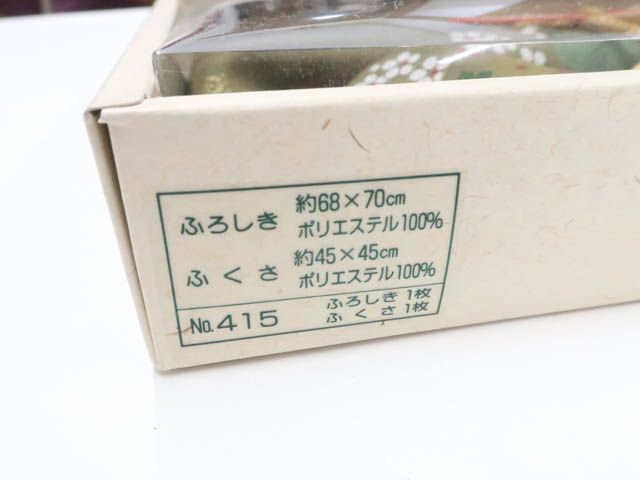 ふろしき 約68×70cm
ポリエステル100%
ふくさ 約45×45cm
ポリエステル100%
No.415 ふろしき1枚
ふくさ1枚